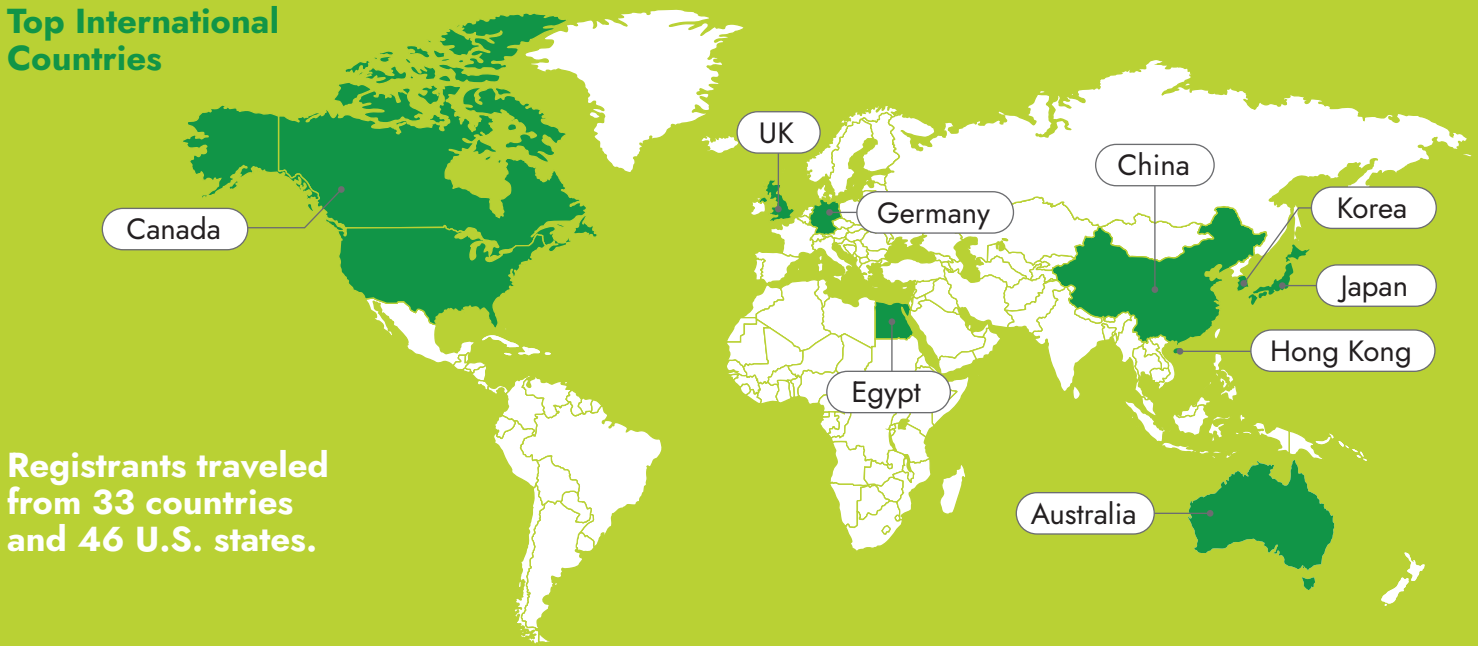 Top International
Countries
UK
China
Korea
Germany
Canada
Japan
Hong Kong
Egypt
Registrants traveled
from 33 countries
and 46 U.S. states.
Australia